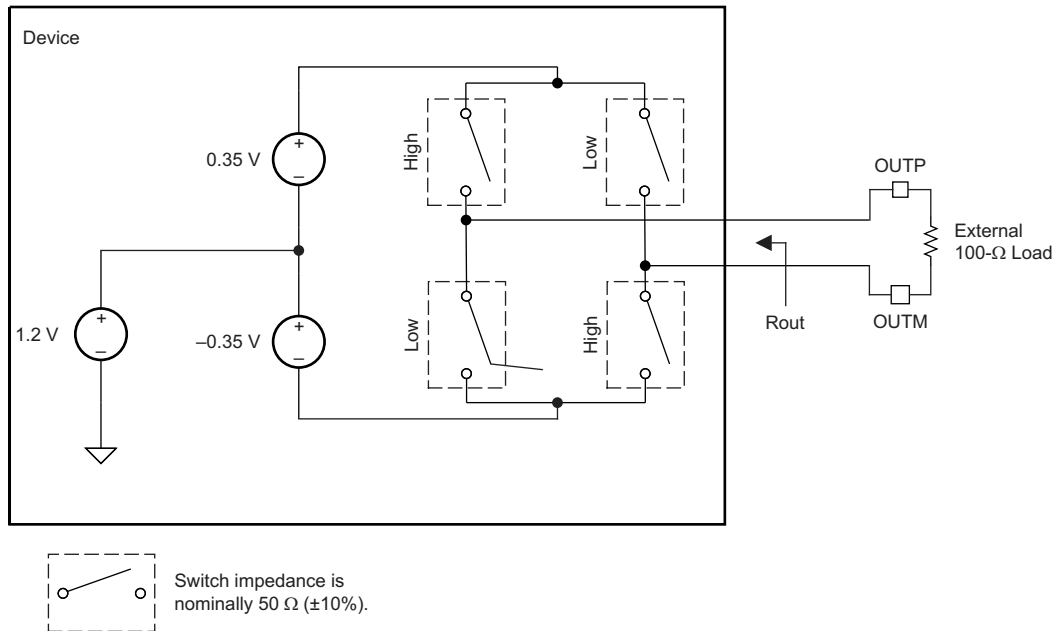 Device
High
Low
OUTP
0.35 V
+
–
External
100-Ω Load
1.2 V
+
–
–0.35 V
+
–
Low
High
Rout
OUTM
Switch impedance is
nominally 50 Ω (±10%).